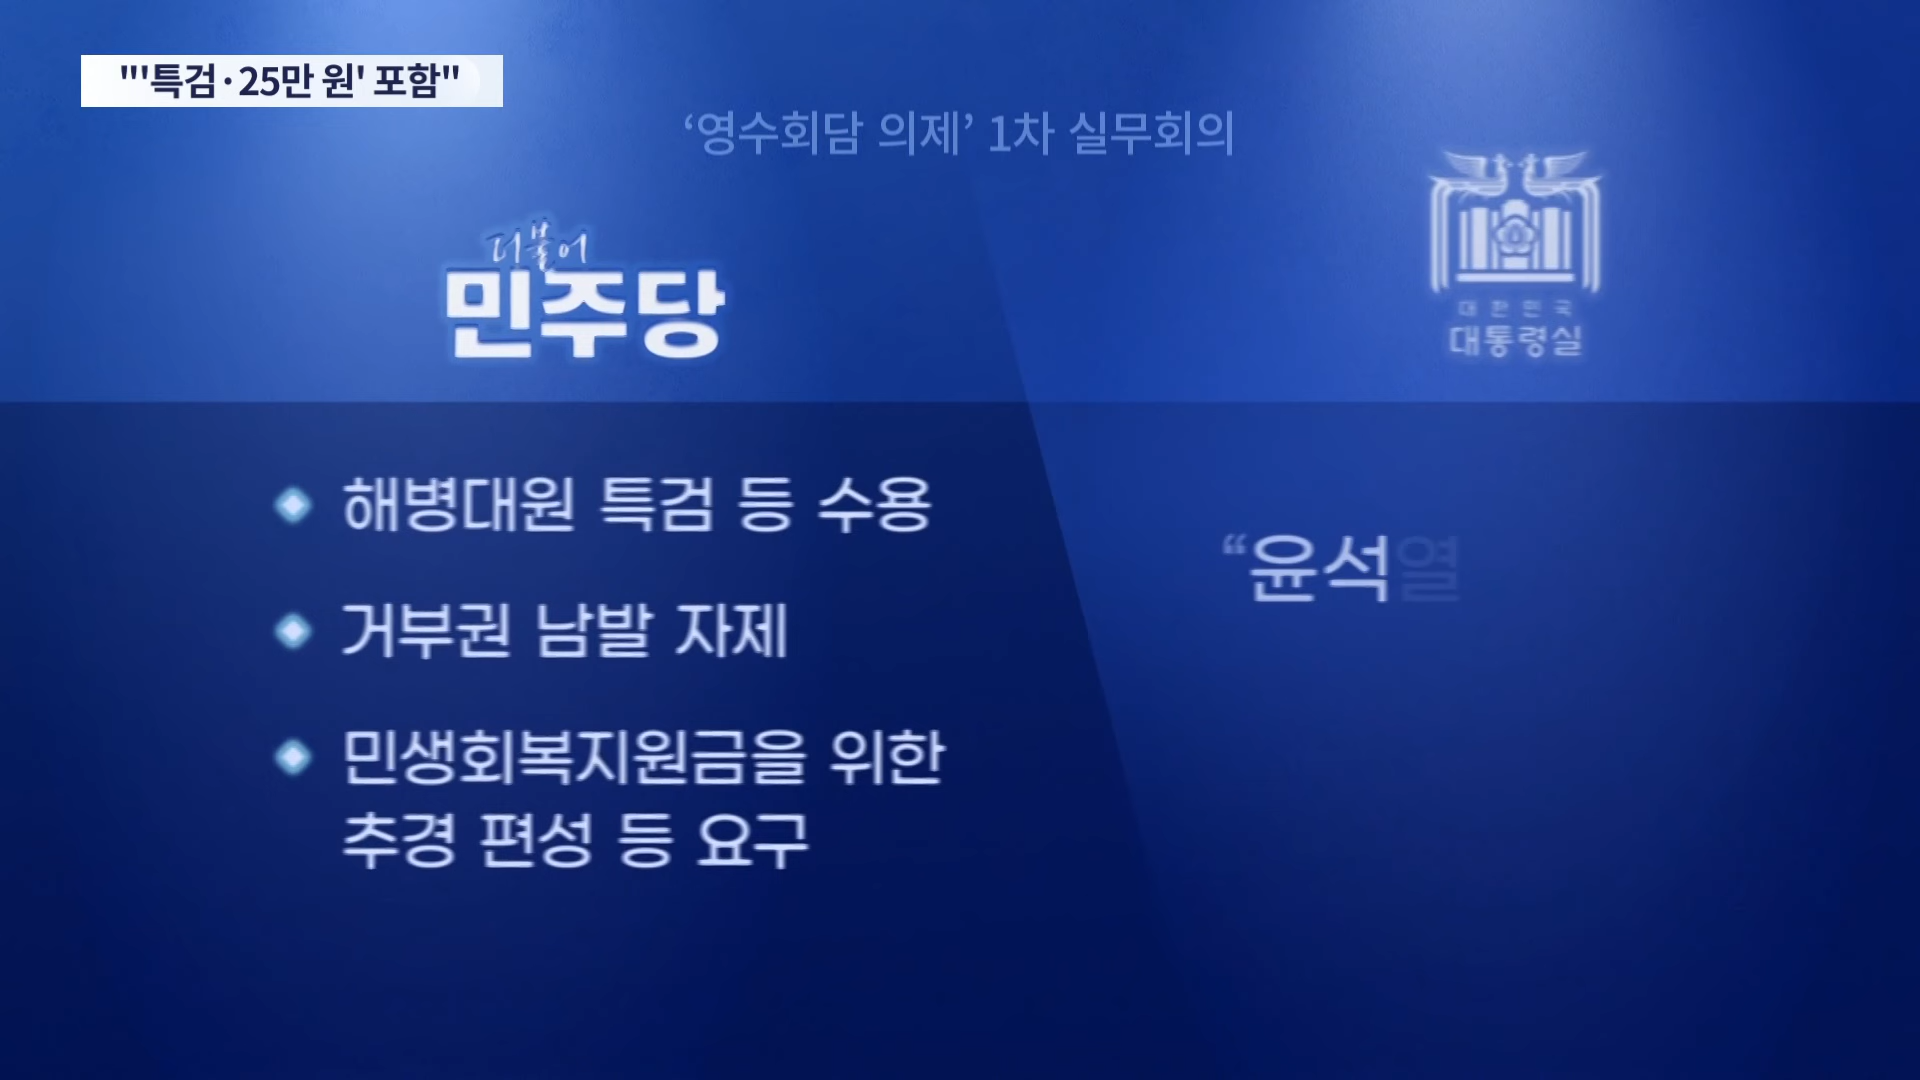 "'특검·25만 원' 포함"
‘영수회담 의제’ 1차 실무회의
더불어
민주당
대한민국
대통령실
해병대원 특검 등 수용
거부권 남발 자제
민생회복지원금을 위한
추경 편성 등 요구
“윤석열